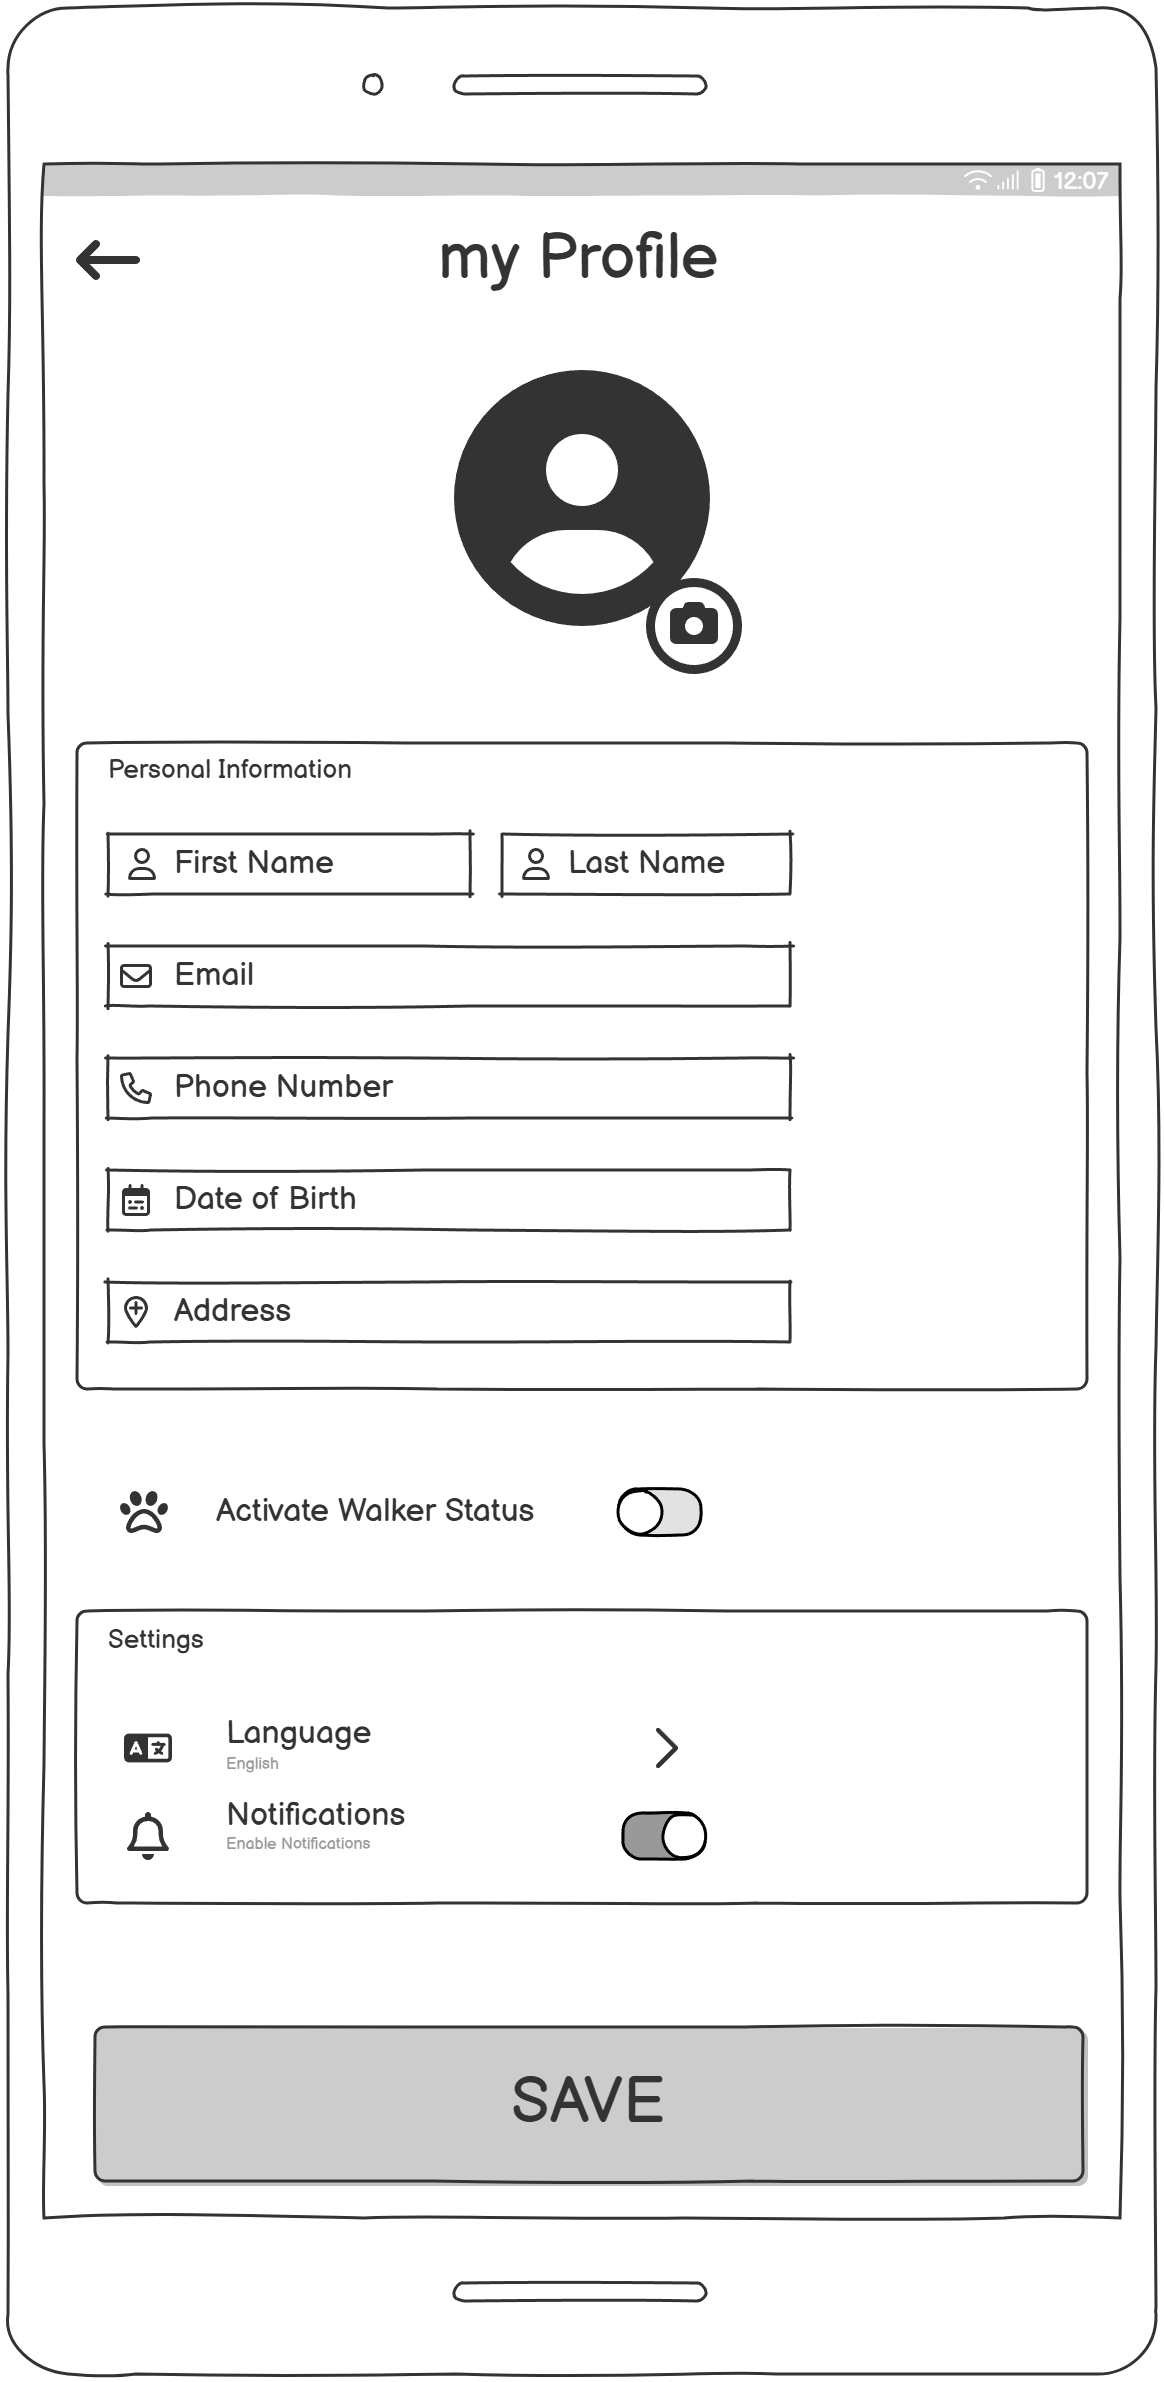 12:07
my Profile
Personal Information
First Name
Last Name
Email
Phone Number
Date of Birth
Address
Activate Walker Status
Settings
Language
English
Notifications
Enable Notifications
SAVE